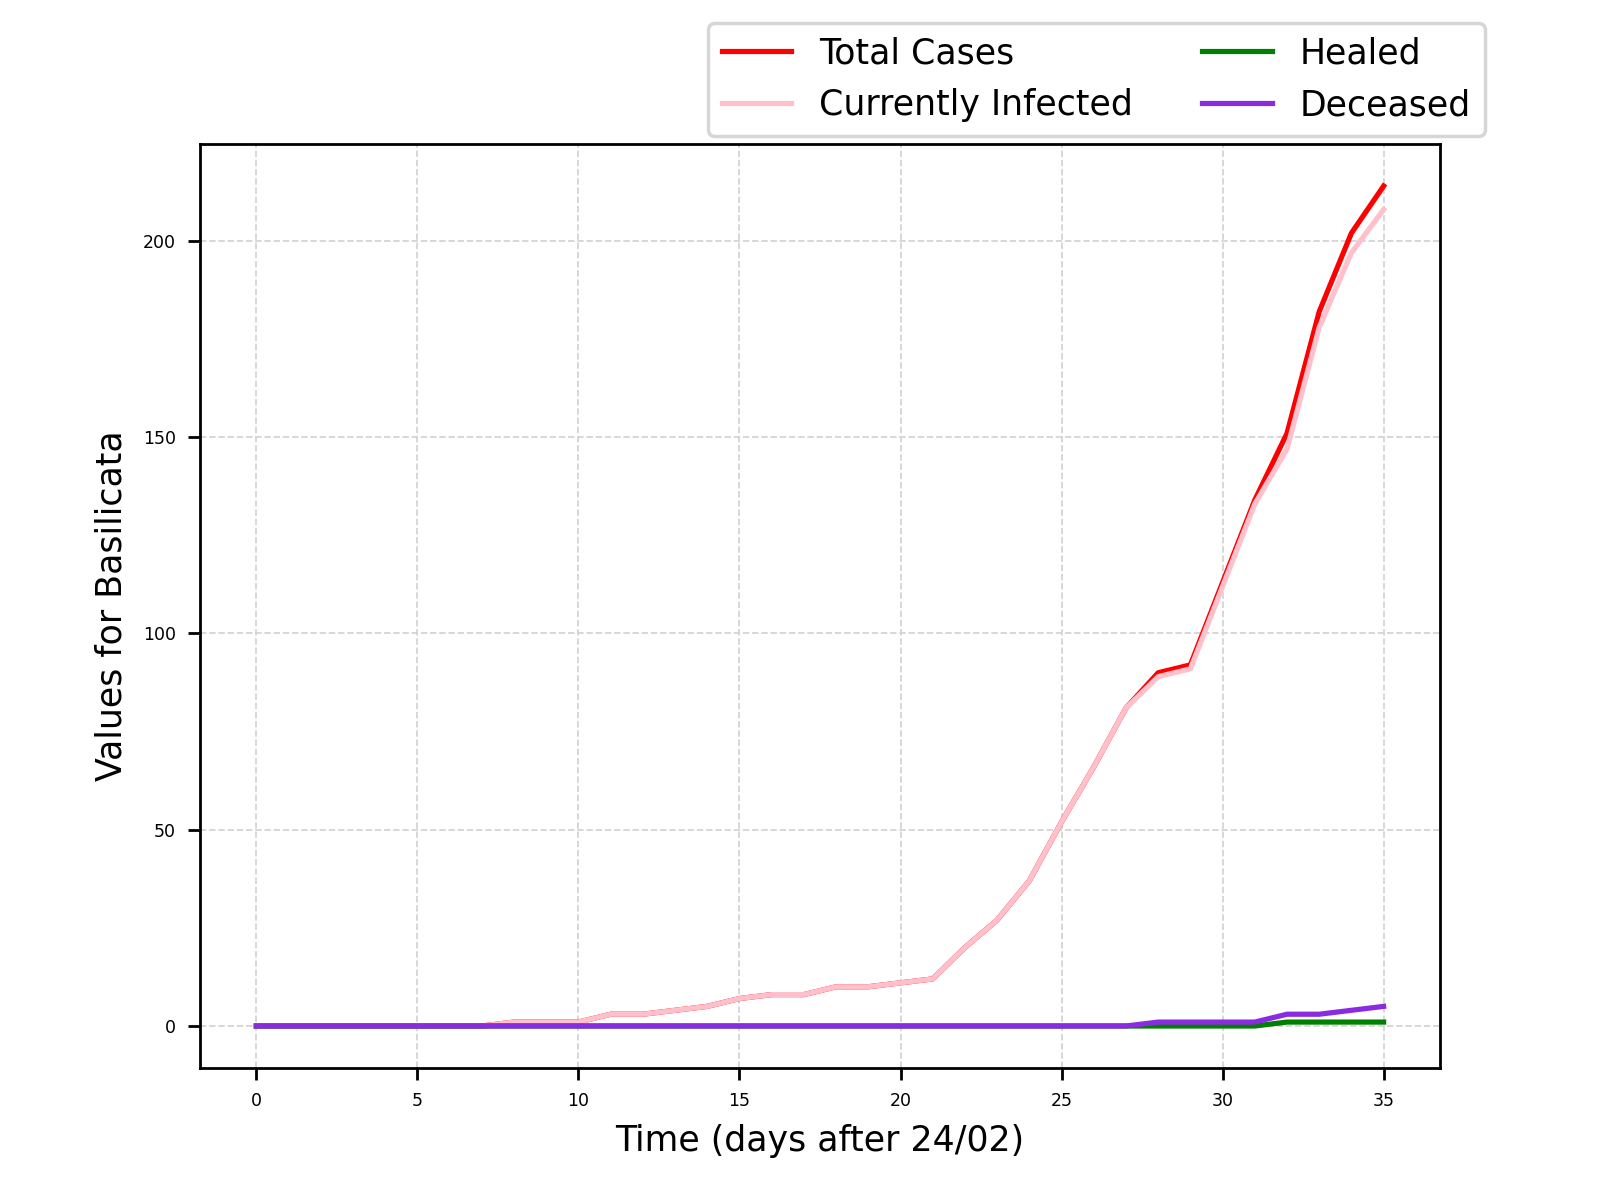 Total Cases
Currently Infected
Healed
Deceased
Values for Basilicata
200
150
100
50
0
0 5 10 15 20 25 30 35
Time (days after 24/02)